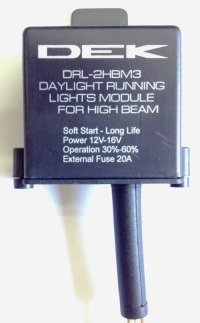 DEK
DRL-2HBM3
DAYLIGHT RUNNING
LIGHTS MODULE
FOR HIGH BEAM
Soft Start - Long Life
Power 12V-16V
Operation 30%-60%
External Fuse 20A